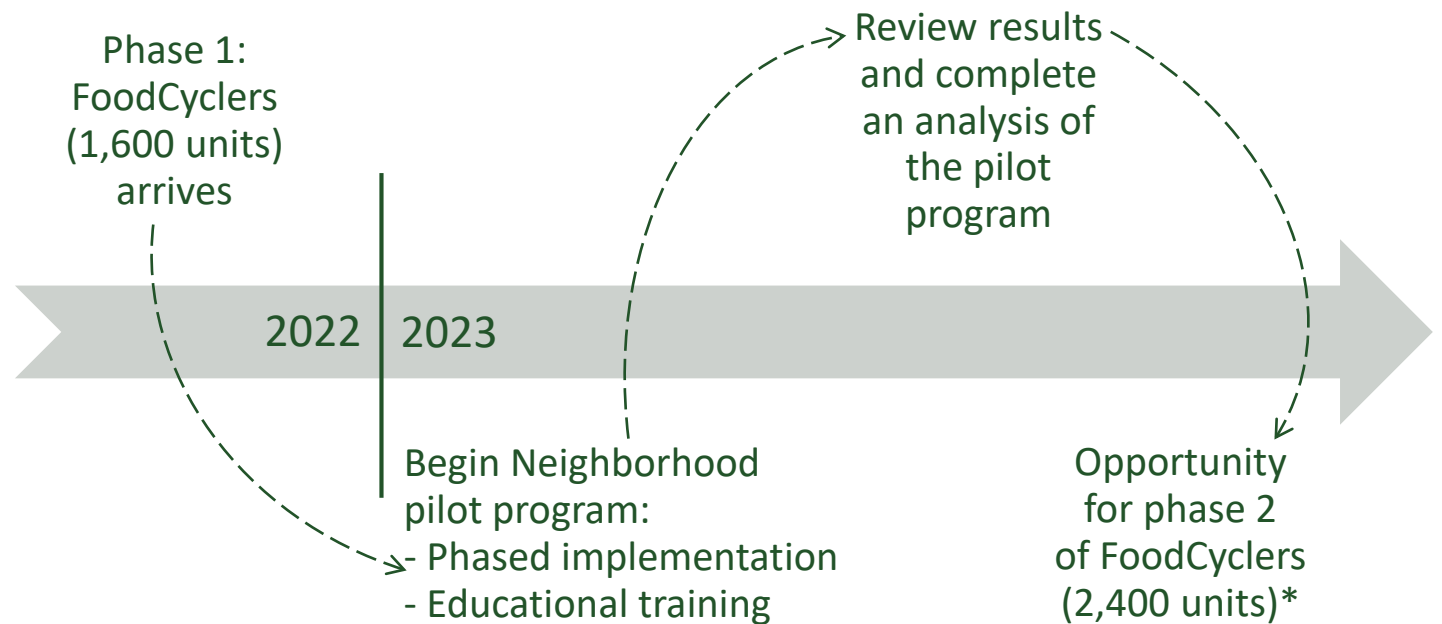 Phase 1:
FoodCyclers
(1,600 units)
arrives
2022
2023
Begin Neighborhood
pilot program:
- Phased implementation
- Educational training
Review results
and complete
an analysis of
the pilot
program
Opportunity
for phase 2
of FoodCyclers
(2,400 units)*